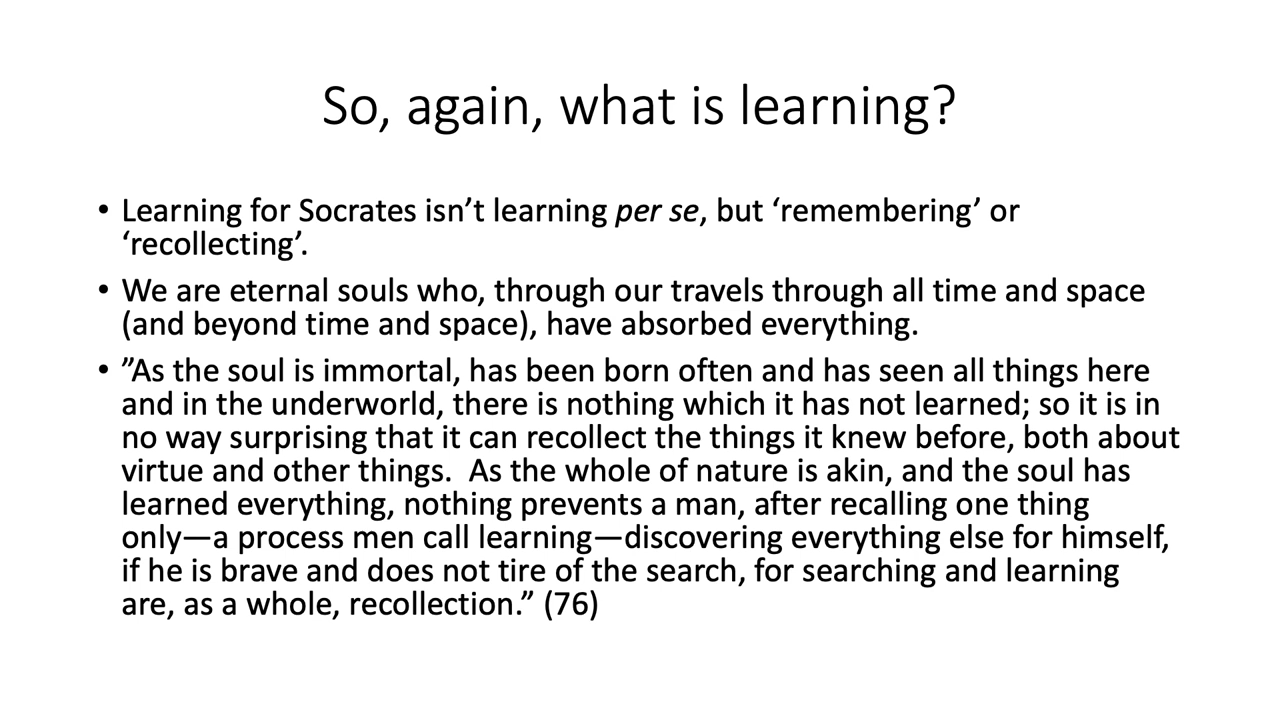 So, again, what is learning?
• Learning for Socrates isn’t learning per se, but ‘remembering’ or
‘recollecting’.
• We are eternal souls who, through our travels through all time and space
(and beyond time and space), have absorbed everything.
• ”As the soul is immortal, has been born often and has seen all things here
and in the underworld, there is nothing which it has not learned; so it is in
no way surprising that it can recollect the things it knew before, both about
virtue and other things.  As the whole of nature is akin, and the soul has
learned everything, nothing prevents a man, after recalling one thing
only—a process men call learning—discovering everything else for himself,
if he is brave and does not tire of the search, for searching and learning
are, as a whole, recollection.” (76)